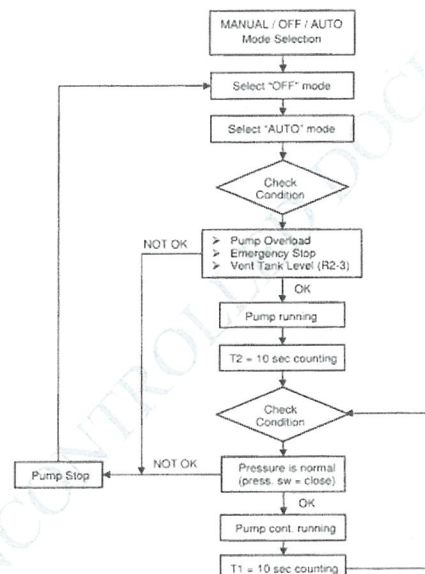 MANUAL / OFF / AUTO
Mode Selection
Select "OFF" mode
Select "AUTO" mode
Check
Condition
NOT OK
➢ Pump Overload
➢ Emergency Stop
➢ Vent Tank Level (R2-3)
OK
Pump running
T2 = 10 sec counting
Check
Condition
Pump Stop
NOT OK
Pressure is normal
(press. sw = close)
OK
Pump cont. running
T1 = 10 sec counting
NCONTROLLED DOCU